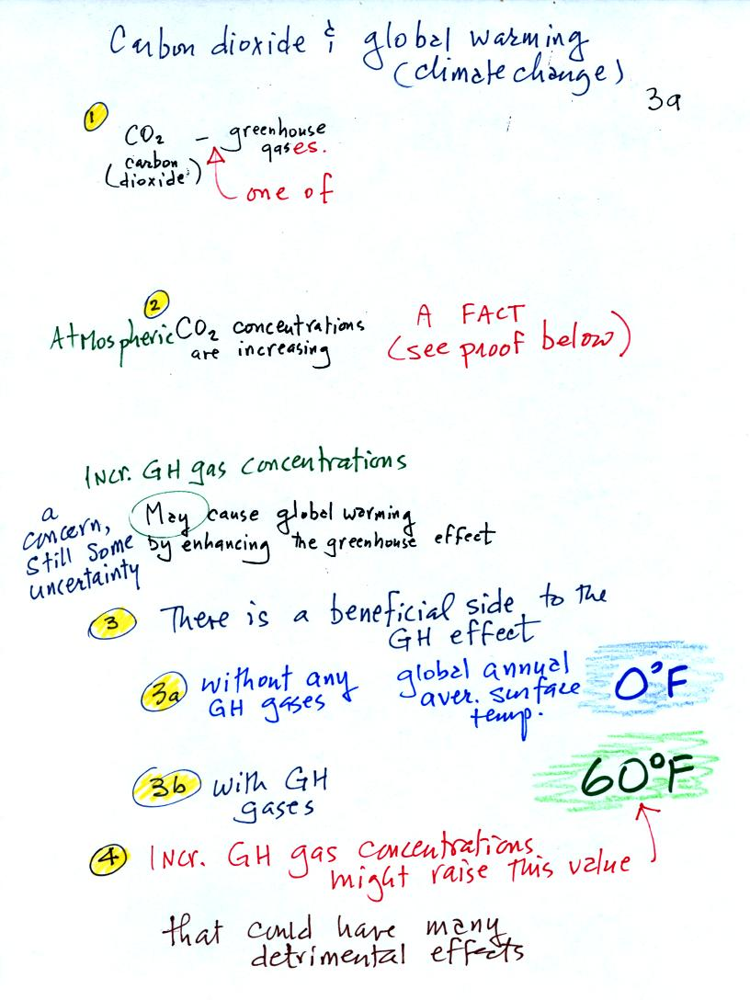 Carbon dioxide & global warming
(climate change)
3a
1
CO2 – greenhouse
gases.
(carbon
dioxide)
one of
2
Atmospheric CO2 concentrations
are increasing
A FACT
(see proof below)
Incr. GH gas concentrations
a
concern,
still some
uncertainty
May cause global warming
by enhancing the greenhouse effect
3 There is a beneficial side to the
GH effect
3a without any
GH gases
global annual
aver. surface
temp.
0°F
3b with GH
gases
60°F
4 Incr. GH gas concentrations
might raise this value
that could have many
detrimental effects